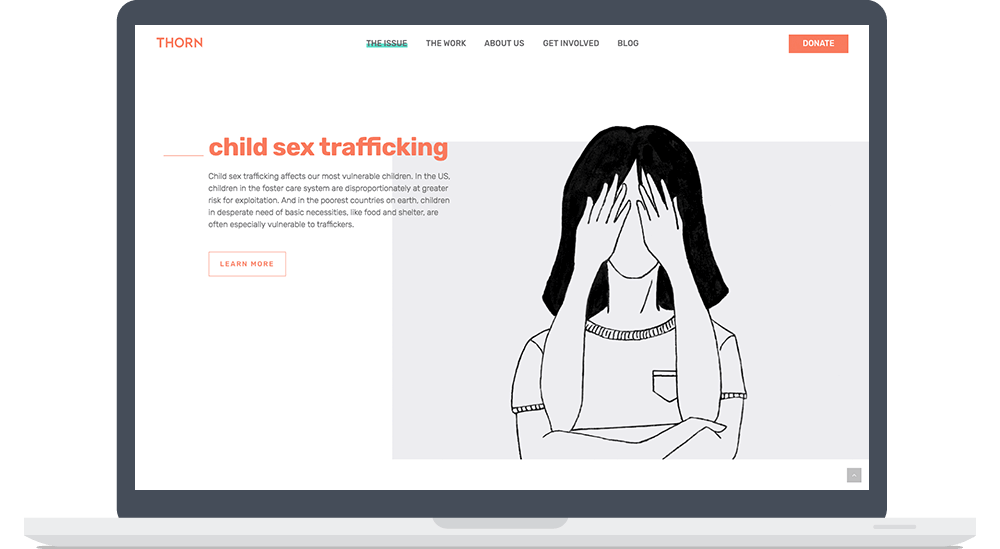 THORN
THE ISSUE
THE WORK
ABOUT US
GET INVOLVED
BLOG
DONATE
child sex trafficking
Child sex trafficking affects our most vulnerable children. In the US,
children in the foster care system are disproportionately at greater
risk for exploitation. And in the poorest countries on earth, children
in desperate need of basic necessities, like food and shelter, are
often especially vulnerable to traffickers.
LEARN MORE